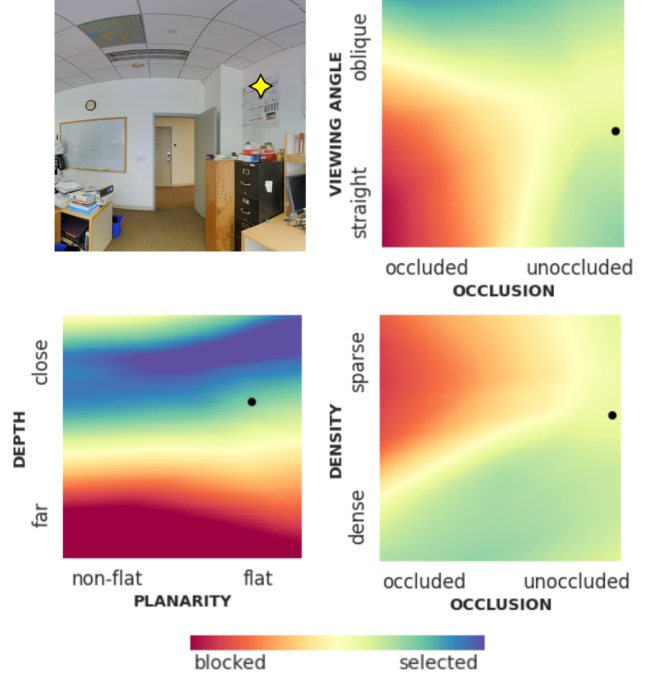 VIEWING ANGLE
oblique
straight
occluded unoccluded
OCCLUSION
DEPTH
close
far
non-flat flat
PLANARITY
DENSITY
sparse
dense
occluded unoccluded
OCCLUSION
blocked selected